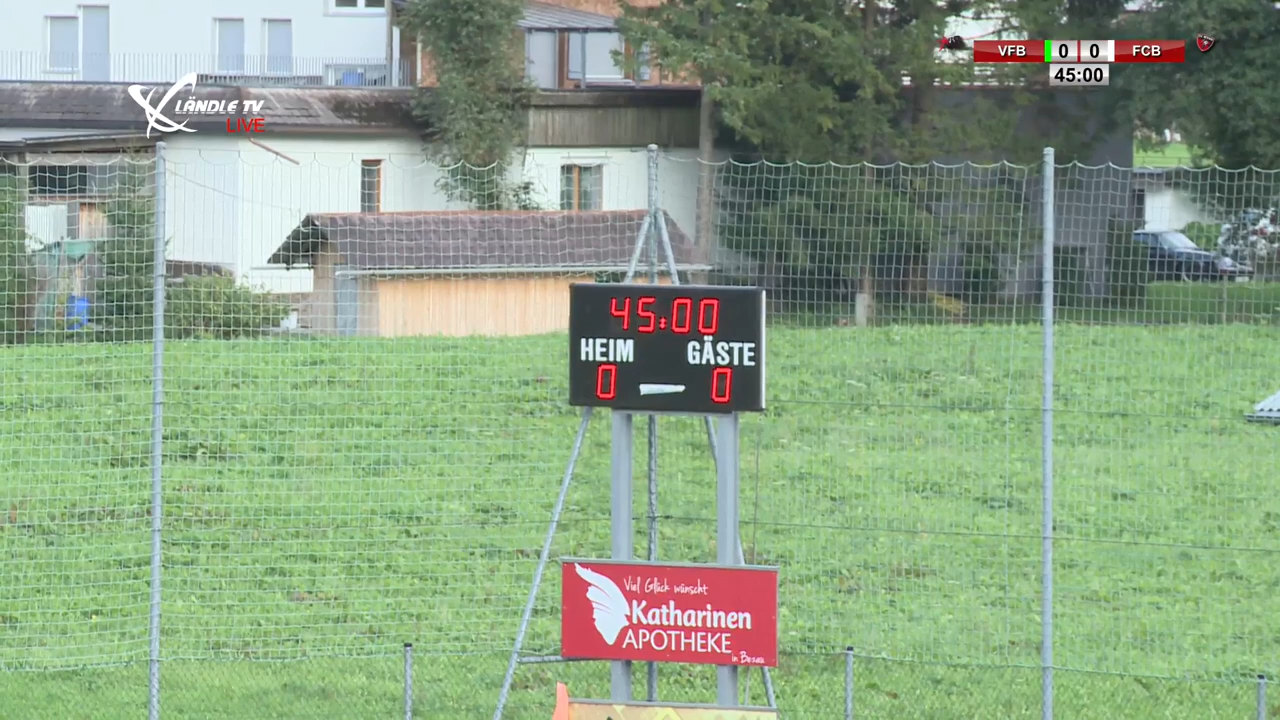 LÄNDLE TV
LIVE
VFB 0 0 FCB
45:00
45:00
HEIM GÄSTE
0 0
Viel Glück wünscht
Katharinen
APOTHEKE
in Bezau